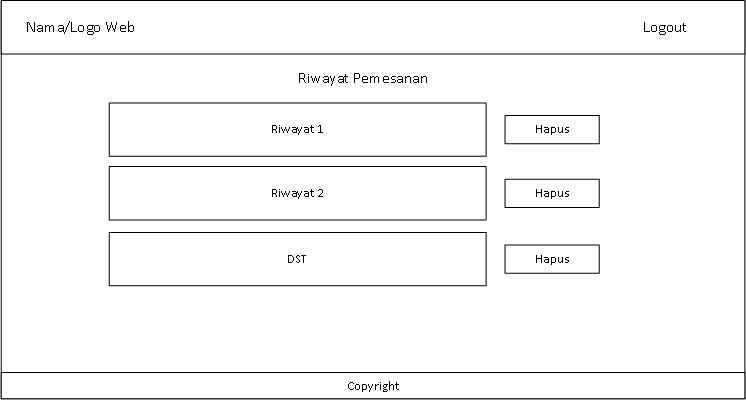 Nama/Logo Web
Logout
Riwayat Pemesanan
Riwayat 1
Hapus
Riwayat 2
Hapus
DST
Hapus
Copyright